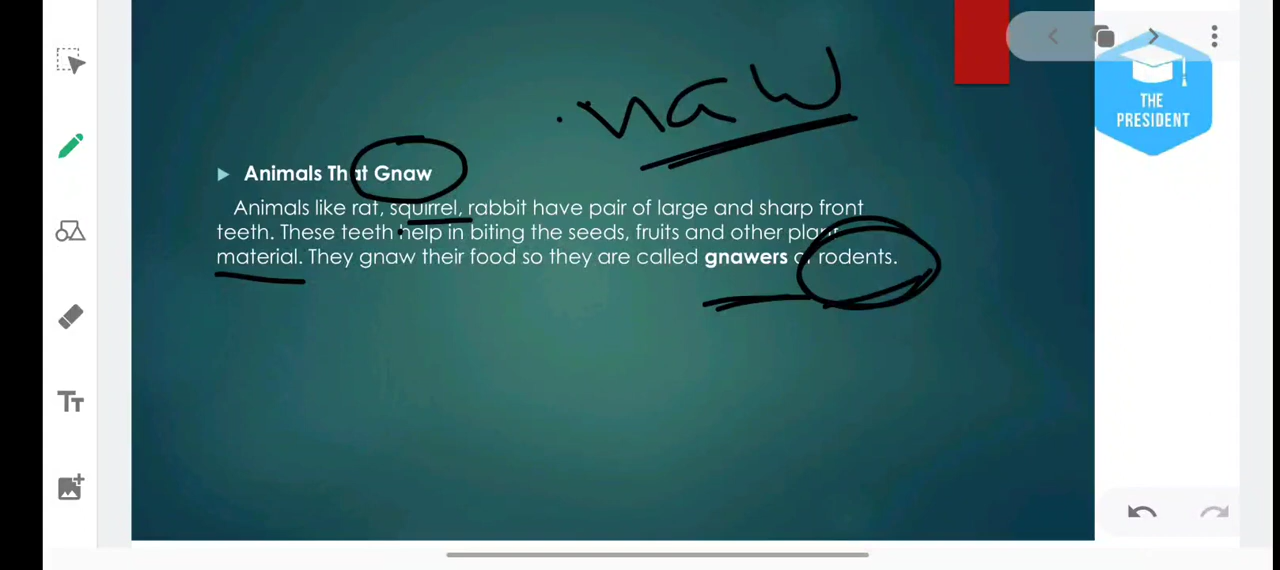 naw
THE
PRESIDENT
Animals That Gnaw
Animals like rat, squirrel, rabbit have pair of large and sharp front
teeth. These teeth help in biting the seeds, fruits and other plant
material. They gnaw their food so they are called gnawers or rodents.
TT